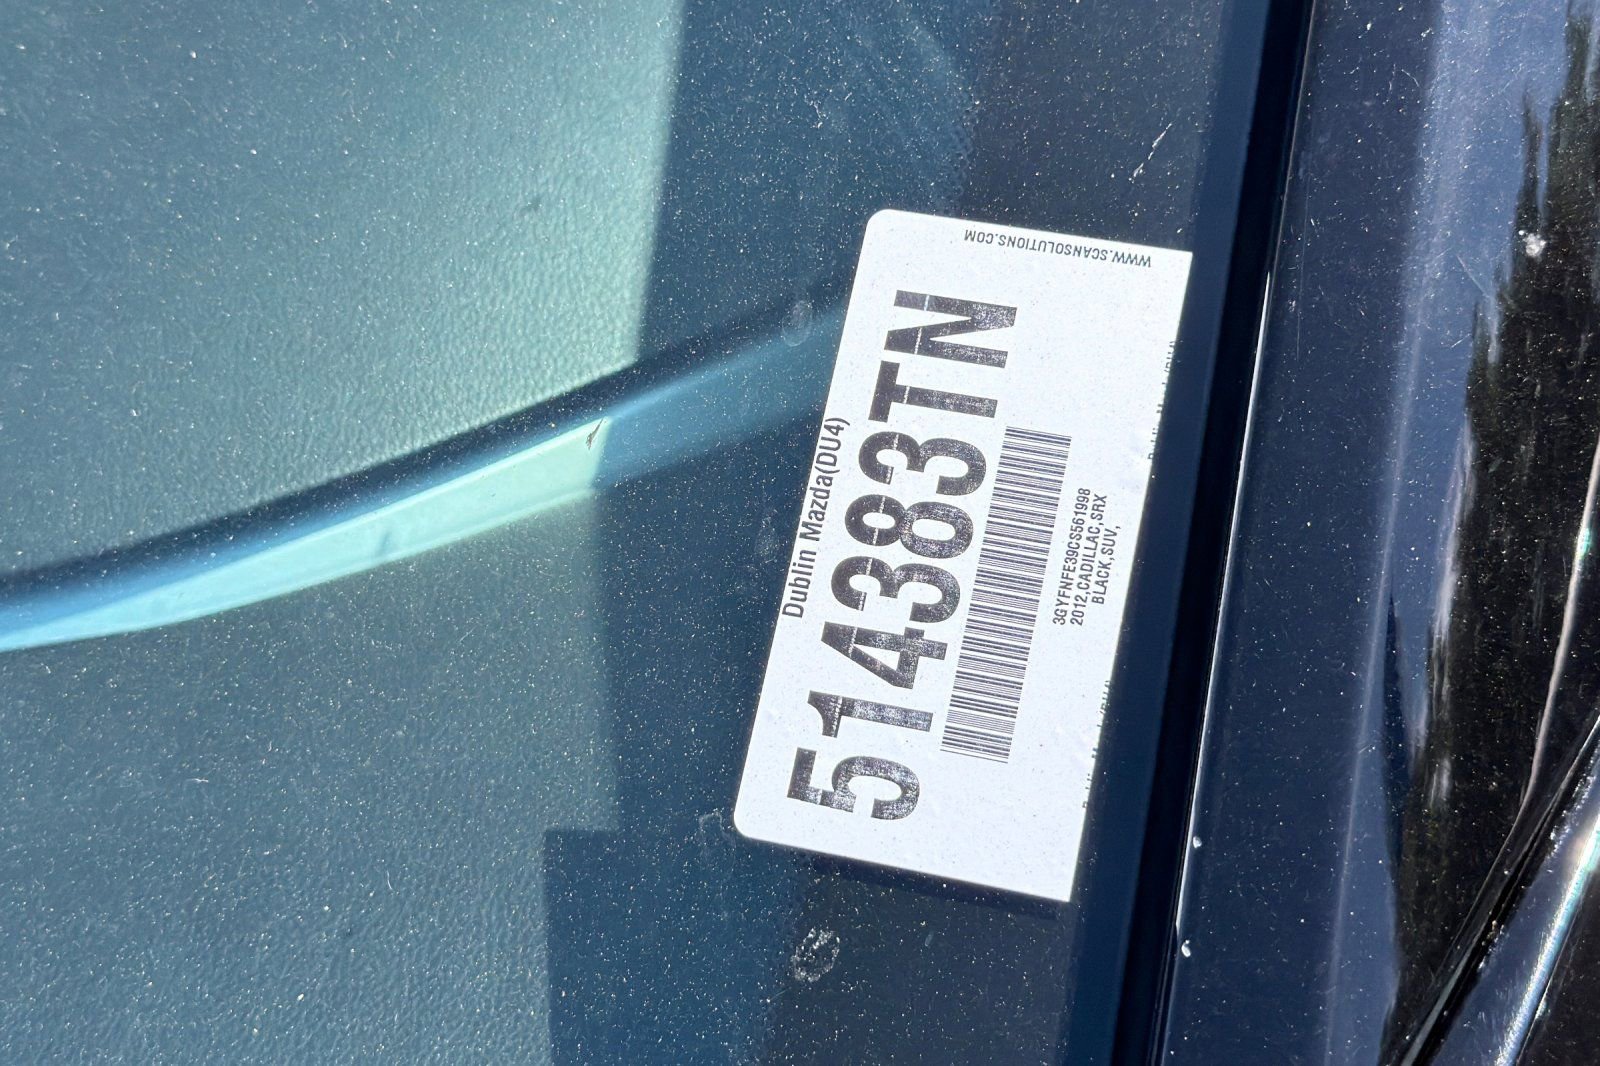 Dublin Mazda(DU4)
514383TN
3GYFNFE39CS561998
2012,CADILLAC,SRX
BLACK,SUV,
WWW.SCANSOLUTIONS.COM